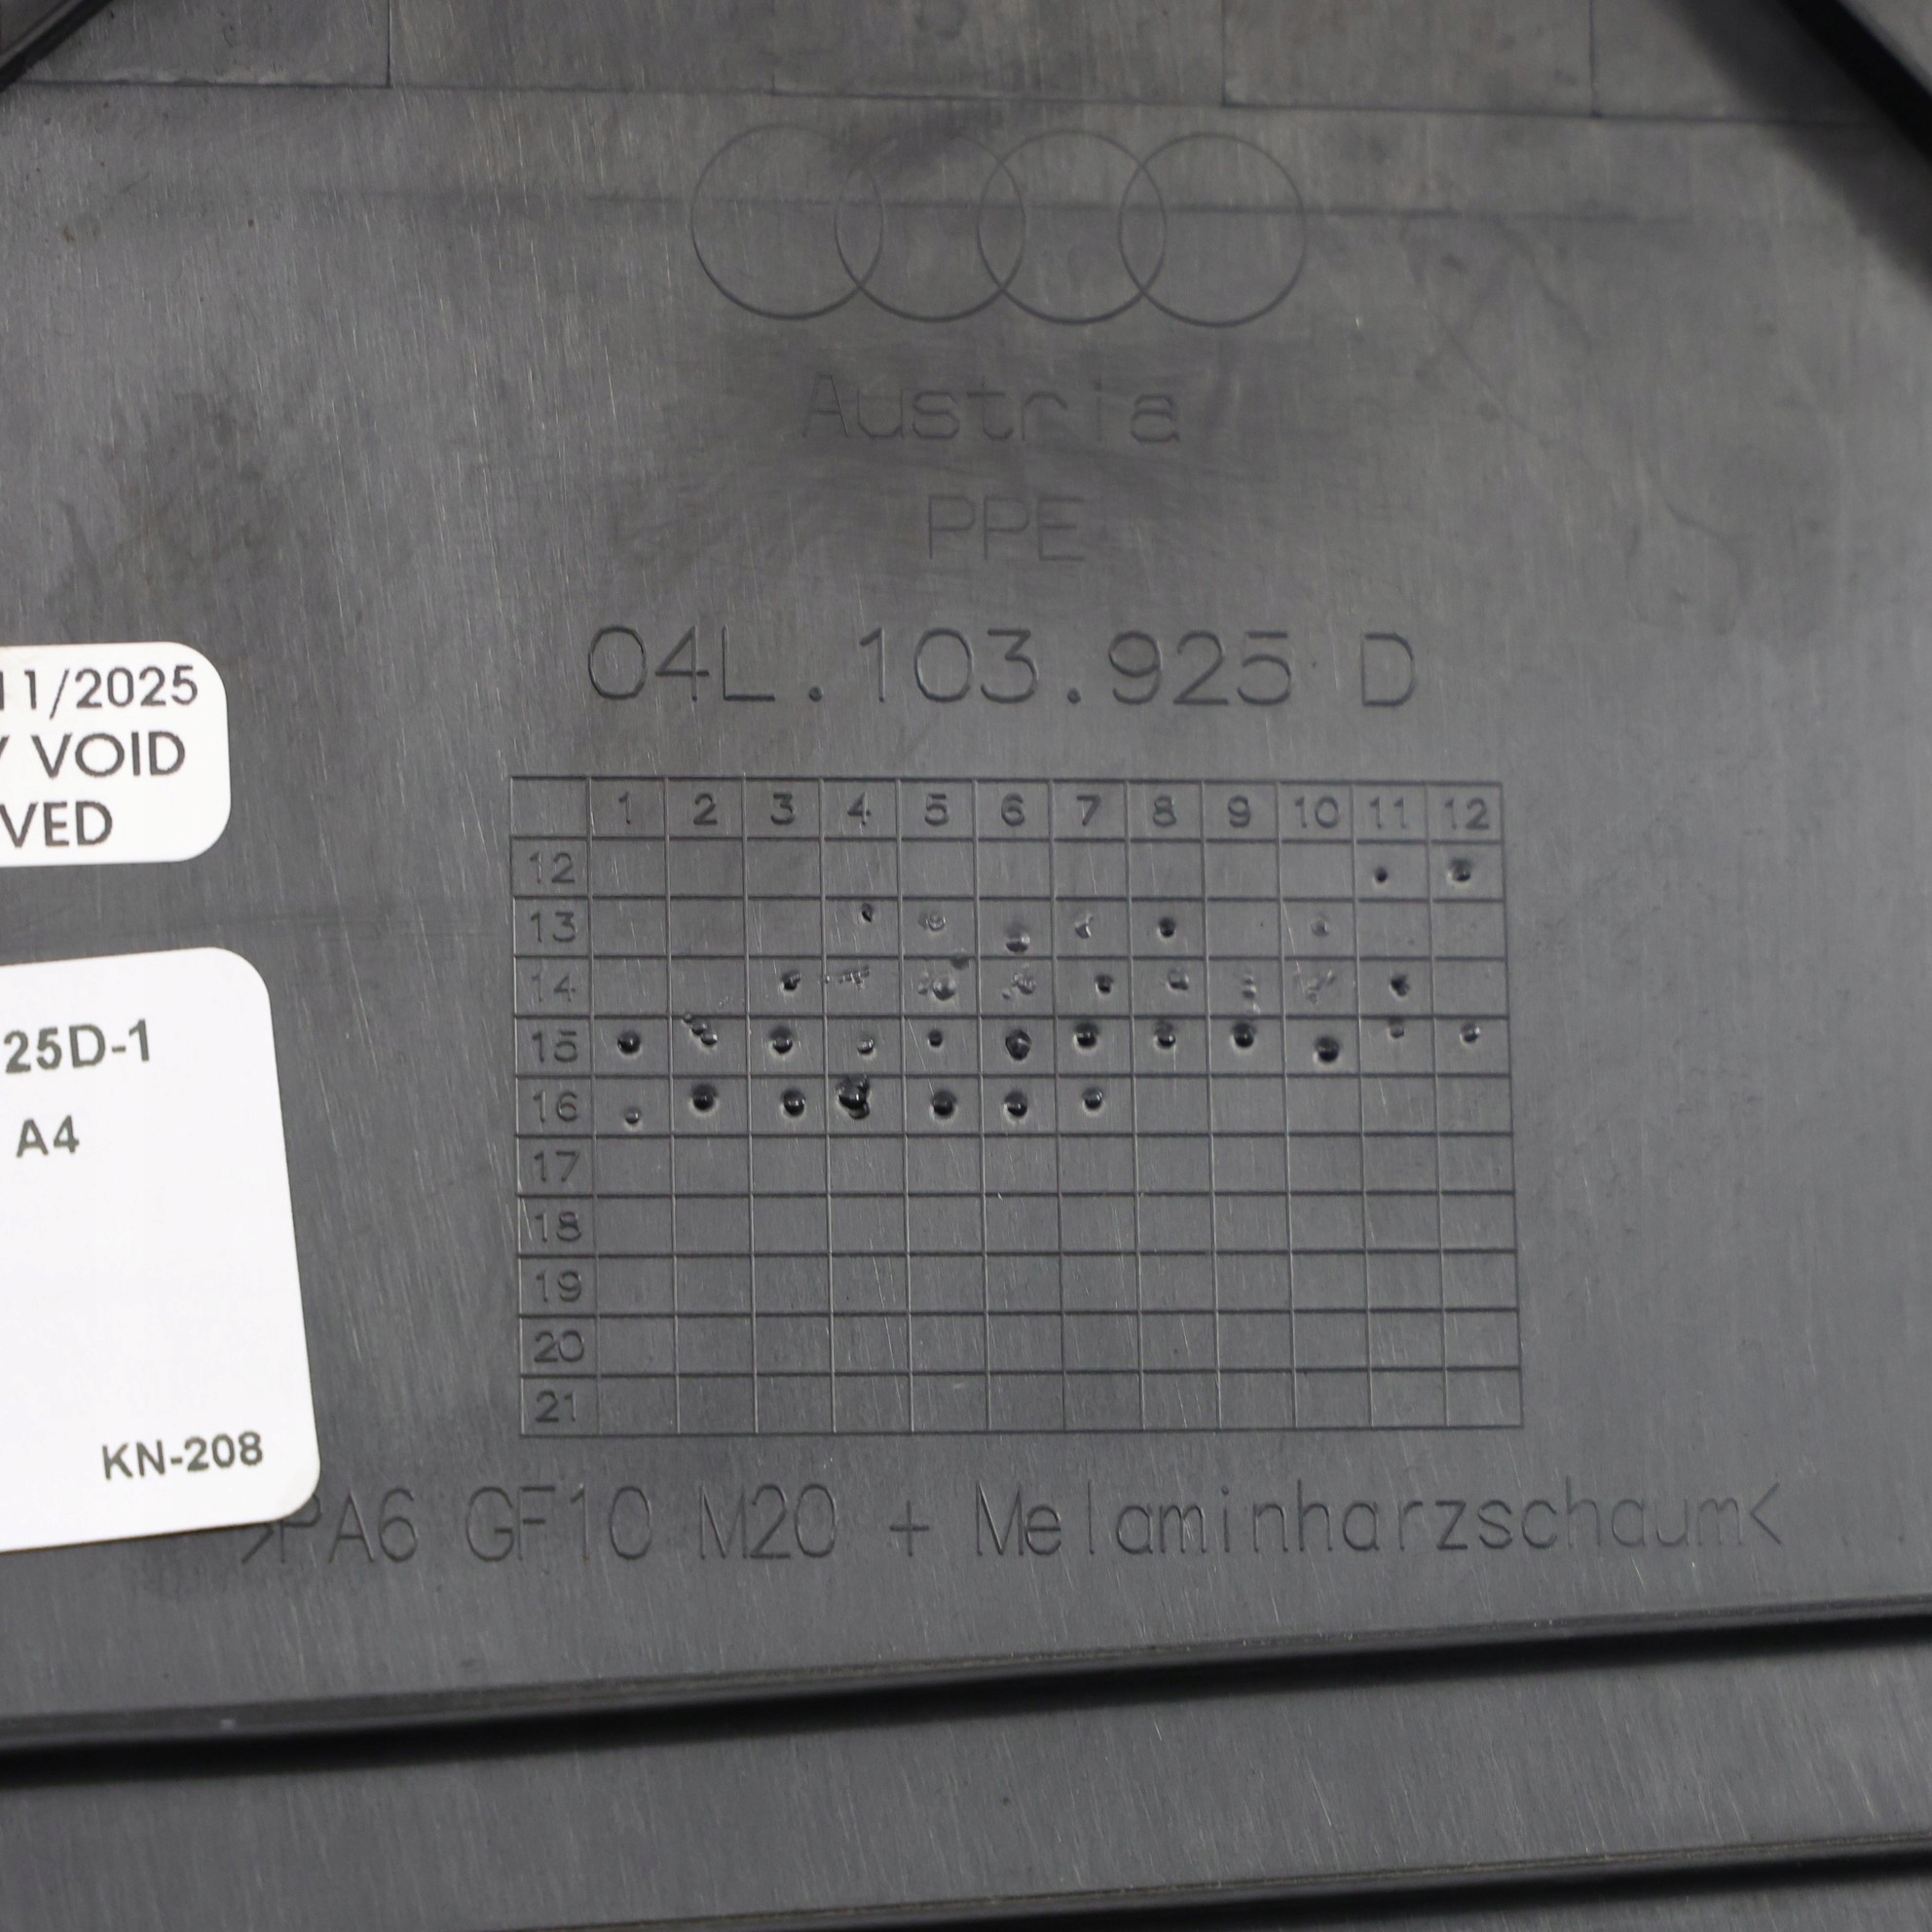 Austria
PPE
04L.103.925 D
11/2025
VOID
VED
1 2 3 4 5 6 7 8 9 10 11 12
12
13
14
15
16
17
18
19
20
21
25D-1
A4
KN-208
>PA6 GF10 M20 + Melaminharzschaum<